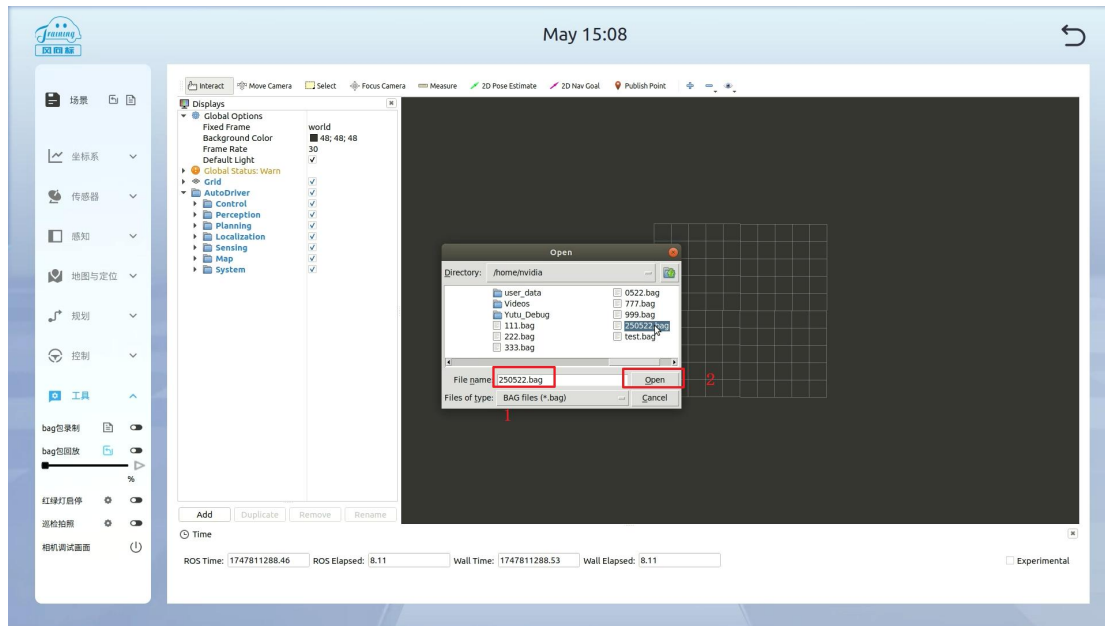 Training
风向标
May 15:08
场景
坐标系
传感器
感知
地图与定位
规划
控制
工具
bag包录制
bag包回放
%
红绿灯启停
巡检拍照
相机调试画面
Interact Move Camera Select Focus Camera Measure 2D Pose Estimate 2D Nav Goal Publish Point
Displays
Global Options
Fixed Frame world
Background Color 48; 48; 48
Frame Rate 30
Default Light
Global Status: Warn
Grid
AutoDriver
Control
Perception
Planning
Localization
Sensing
Map
System
Add Duplicate Remove Rename
Open
Directory: /home/nvidia
user_data 0522.bag
Videos 777.bag
Yutu_Debug 999.bag
111.bag 250522.bag
222.bag test.bag
333.bag
File name: 250522.bag Open 2
Files of type: BAG files (*.bag) Cancel
1
Time
ROS Time: 1747811288.46 ROS Elapsed: 8.11 Wall Time: 1747811288.53 Wall Elapsed: 8.11 Experimental